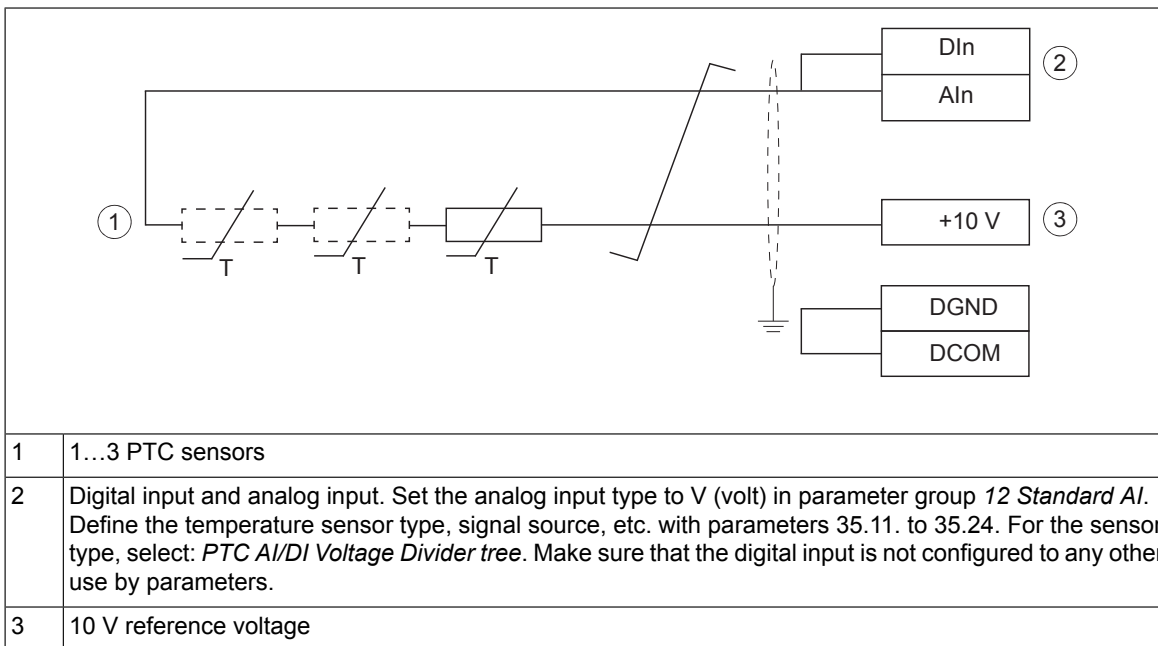 DIn
2
AIn
1
+10 V
3
T
T
T
DGND
DCOM
1 1…3 PTC sensors
2 Digital input and analog input. Set the analog input type to V (volt) in parameter group 12 Standard AI.
Define the temperature sensor type, signal source, etc. with parameters 35.11. to 35.24. For the sensor
type, select: PTC AI/DI Voltage Divider tree. Make sure that the digital input is not configured to any other
use by parameters.
3 10 V reference voltage